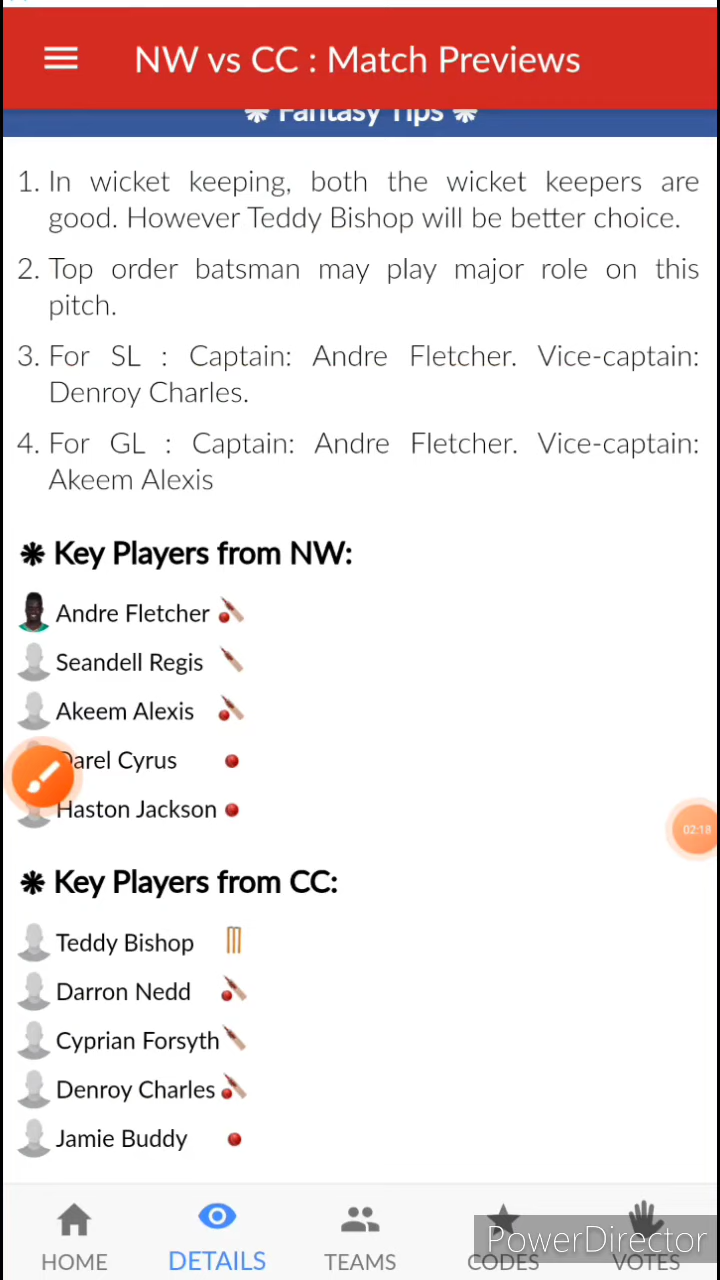 NW vs CC : Match Previews
❋ Fantasy Tips ❋
1. In wicket keeping, both the wicket keepers are
good. However Teddy Bishop will be better choice.
2. Top order batsman may play major role on this
pitch.
3. For SL : Captain: Andre Fletcher. Vice-captain:
Denroy Charles.
4. For GL : Captain: Andre Fletcher. Vice-captain:
Akeem Alexis
❋ Key Players from NW:
Andre Fletcher
Seandell Regis
Akeem Alexis
Darel Cyrus
Haston Jackson
02:18
❋ Key Players from CC:
Teddy Bishop
Darron Nedd
Cyprian Forsyth
Denroy Charles
Jamie Buddy
HOME DETAILS TEAMS CODES VOTES
PowerDirector